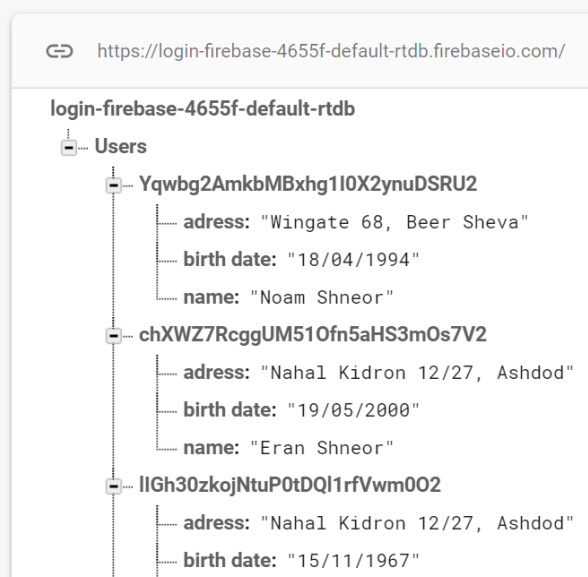 https://login-firebase-4655f-default-rtdb.firebaseio.com/
login-firebase-4655f-default-rtdb
Users
Yqwbg2AmkbMBxhg1I0X2ynuDSRU2
adress: "Wingate 68, Beer Sheva"
birth date: "18/04/1994"
name: "Noam Shneor"
chXWZ7RcggUM51Ofn5aHS3mOs7V2
adress: "Nahal Kidron 12/27, Ashdod"
birth date: "19/05/2000"
name: "Eran Shneor"
lIGh30zkojNtuP0tDQl1rfVwm0O2
adress: "Nahal Kidron 12/27, Ashdod"
birth date: "15/11/1967"